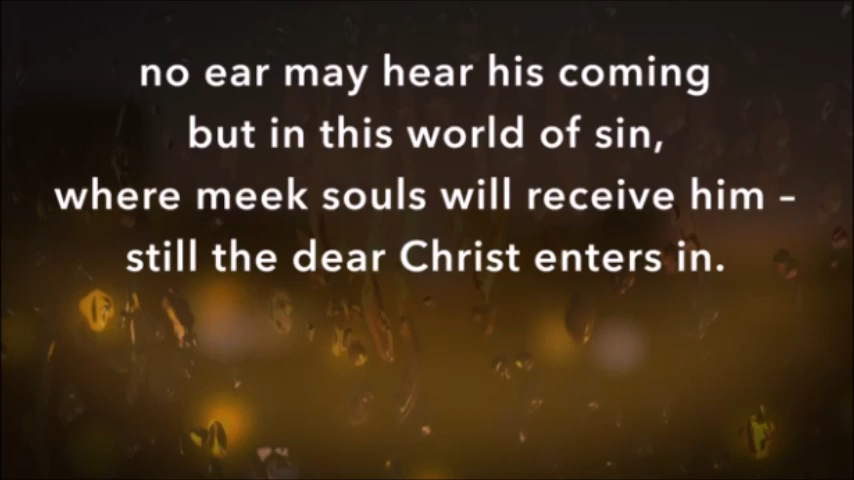 no ear may hear his coming
but in this world of sin,
where meek souls will receive him –
still the dear Christ enters in.